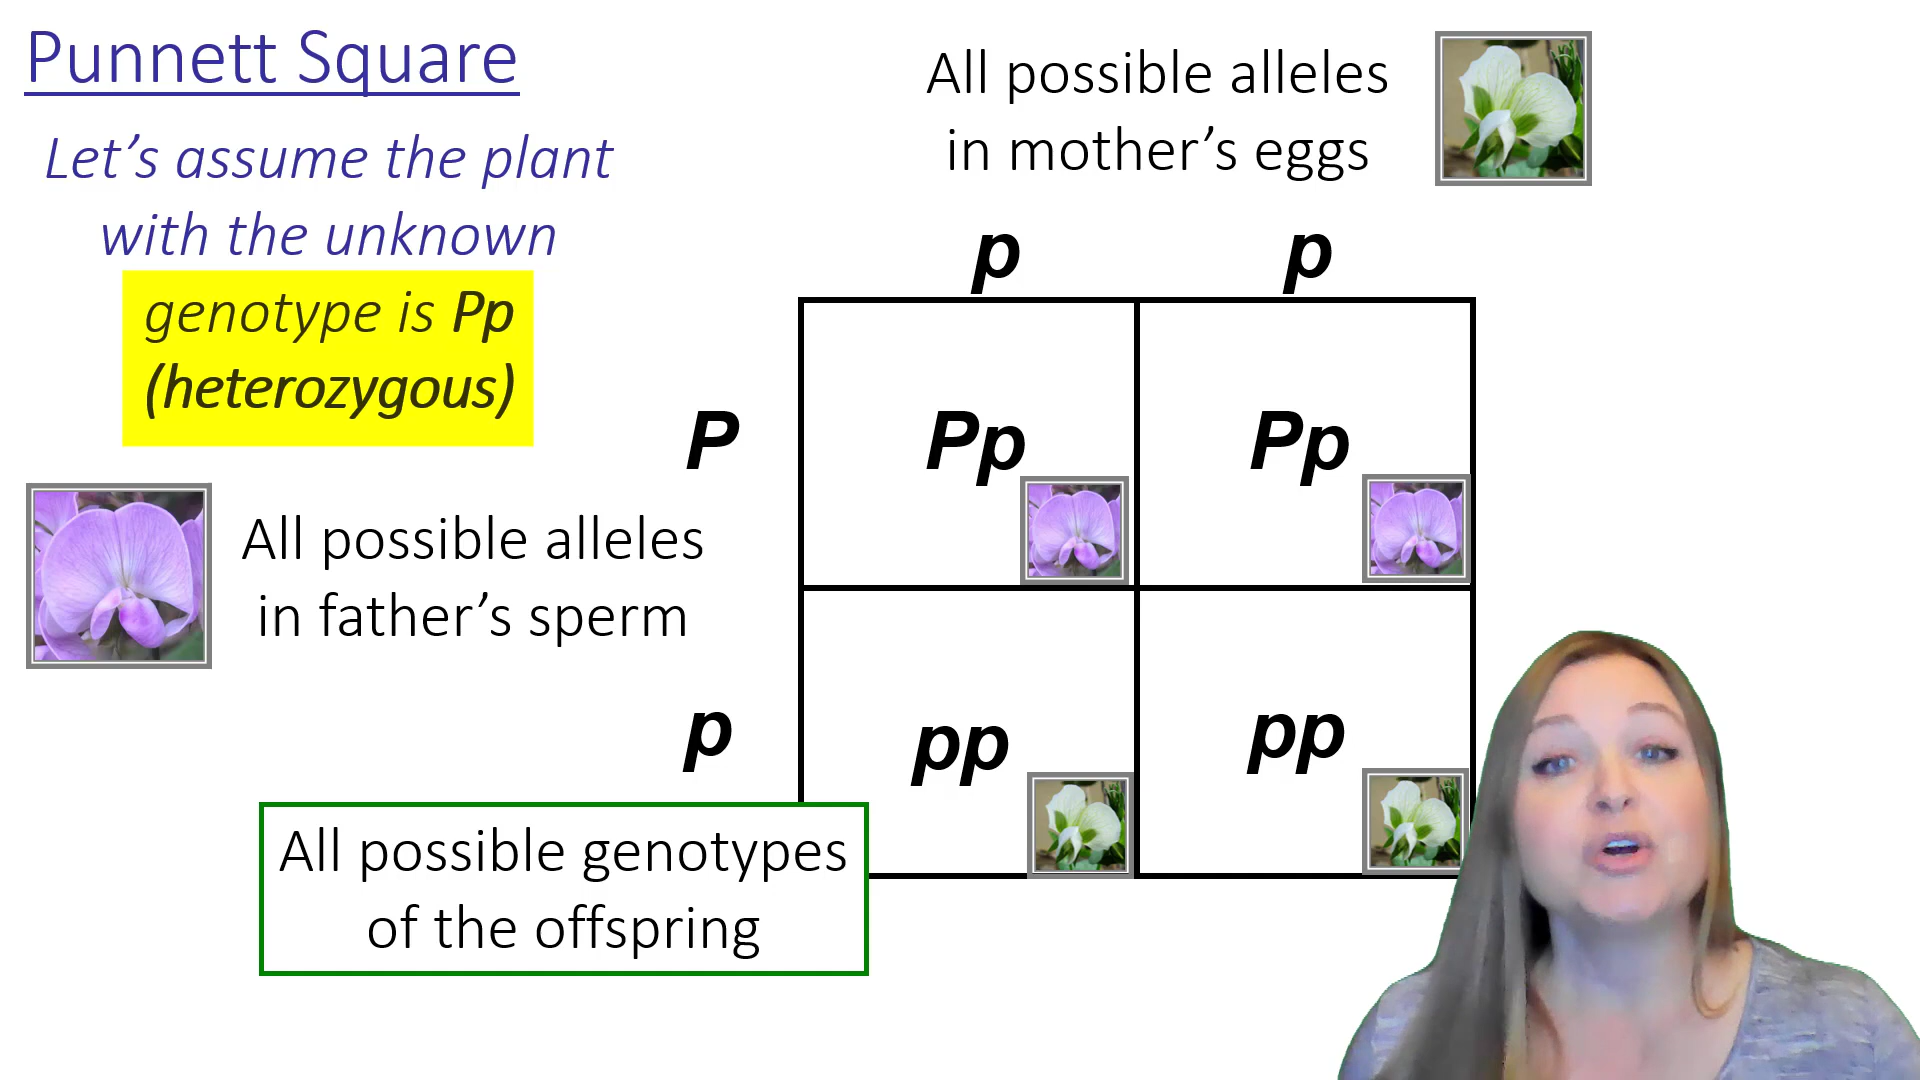 Punnett Square
Let’s assume the plant
with the unknown
genotype is Pp
(heterozygous)
All possible alleles
in mother’s eggs
p p
P Pp Pp
All possible alleles
in father’s sperm
p pp pp
All possible genotypes
of the offspring